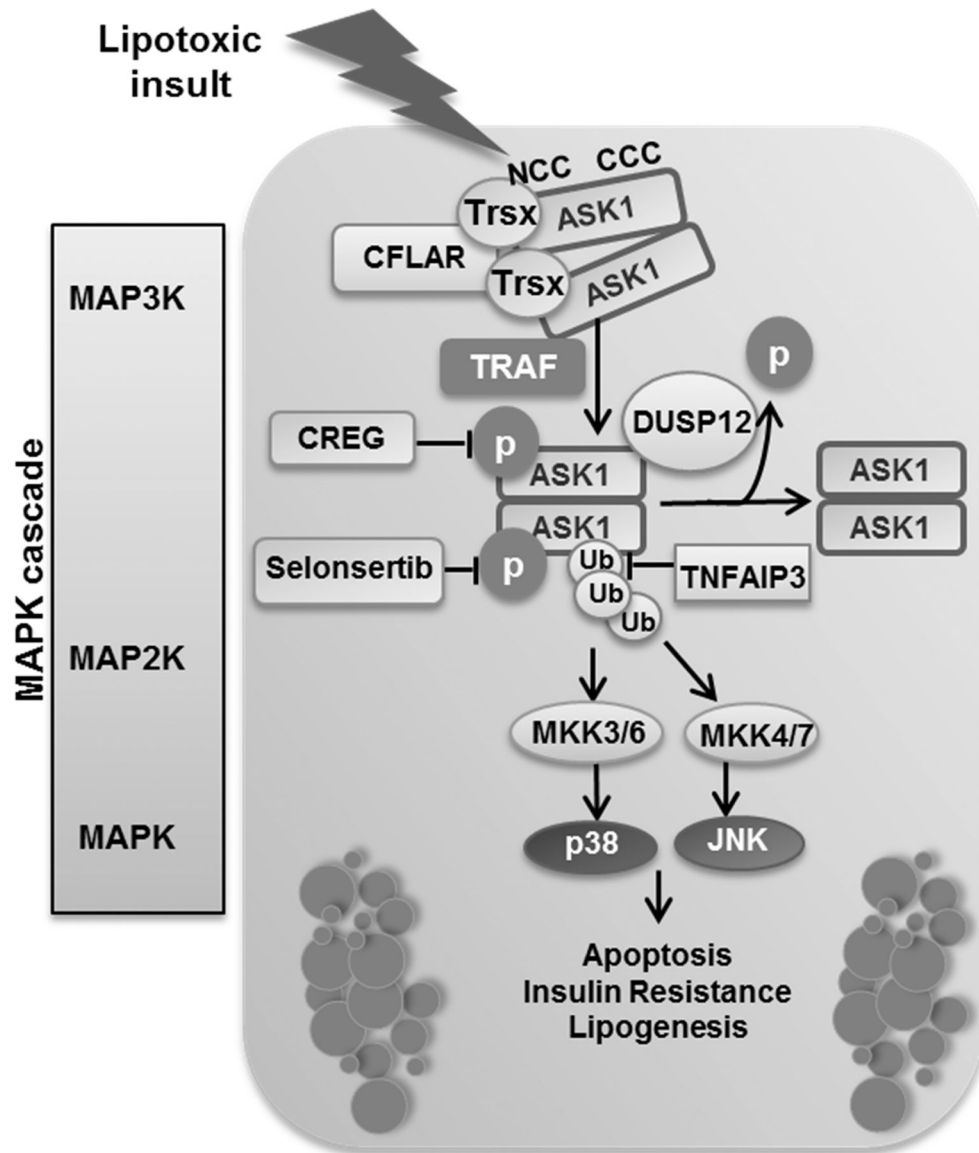 Lipotoxic
insult
NCC CCC
Trsx
ASK1
CFLAR
Trsx
ASK1
MAP3K
TRAF
p
DUSP12
CREG
p
ASK1
ASK1
ASK1
ASK1
Selonsertib
p
Ub
TNFAIP3
Ub
Ub
MAPK cascade
MAP2K
MKK3/6
MKK4/7
MAPK
p38
JNK
Apoptosis
Insulin Resistance
Lipogenesis